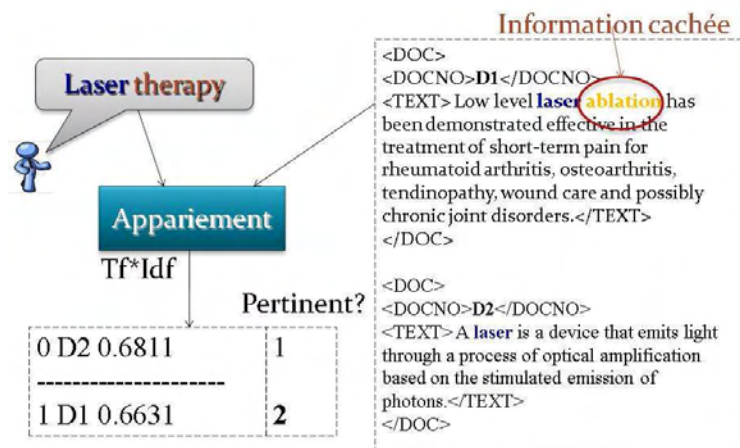 Information cachée
Laser therapy
Appariement
Tf*Idf
Pertinent?
0 D2 0.6811 1
--------------------
1 D1 0.6631 2
<DOC>
<DOCNO>D1</DOCNO>
<TEXT> Low level laser ablation has
been demonstrated effective in the
treatment of short-term pain for
rheumatoid arthritis, osteoarthritis,
tendinopathy, wound care and possibly
chronic joint disorders.</TEXT>
</DOC>
<DOC>
<DOCNO>D2</DOCNO>
<TEXT> A laser is a device that emits light
through a process of optical amplification
based on the stimulated emission of
photons.</TEXT>
</DOC>